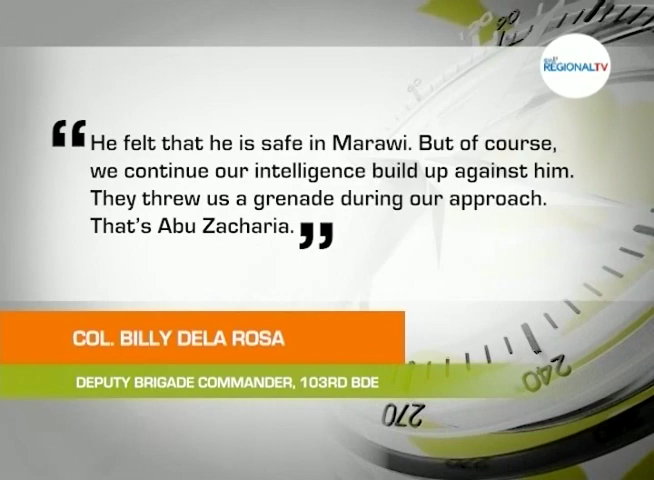 90
REGIONALTV
“ He felt that he is safe in Marawi. But of course,
we continue our intelligence build up against him.
They threw us a grenade during our approach.
That’s Abu Zacharia. ”
COL. BILLY DELA ROSA
DEPUTY BRIGADE COMMANDER, 103RD BDE
240
270